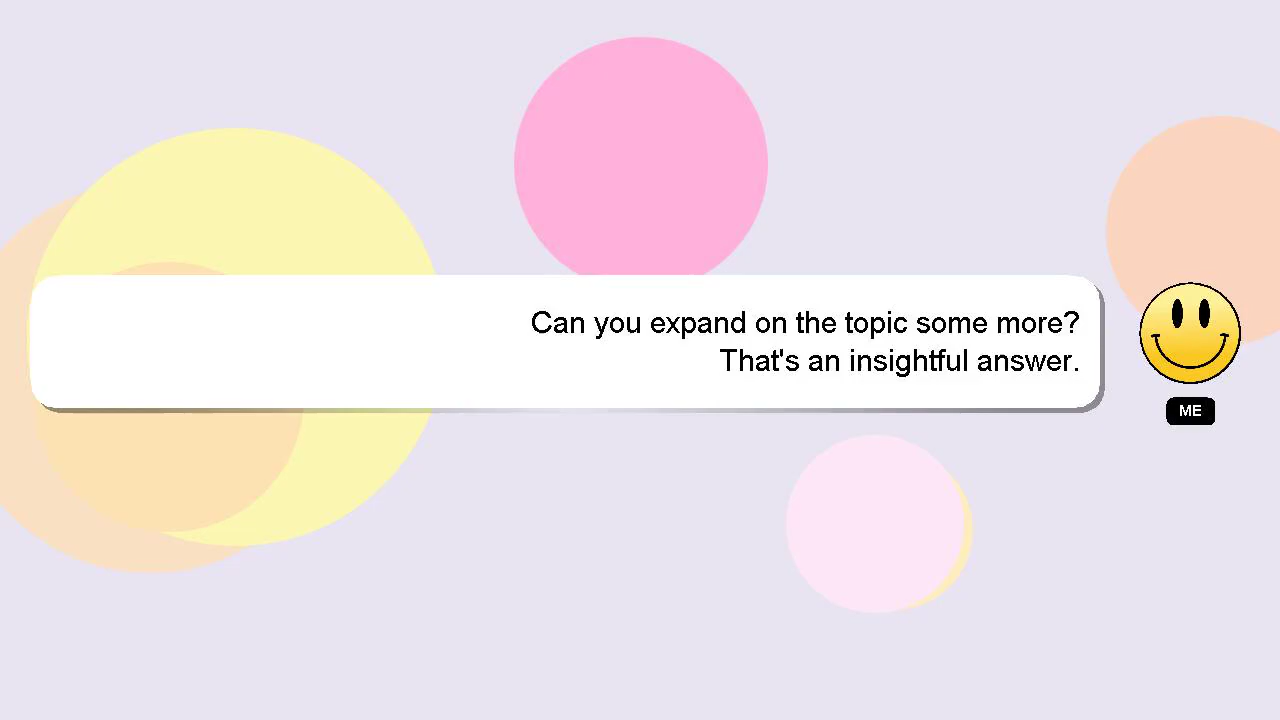 Can you expand on the topic some more?
That's an insightful answer.
ME